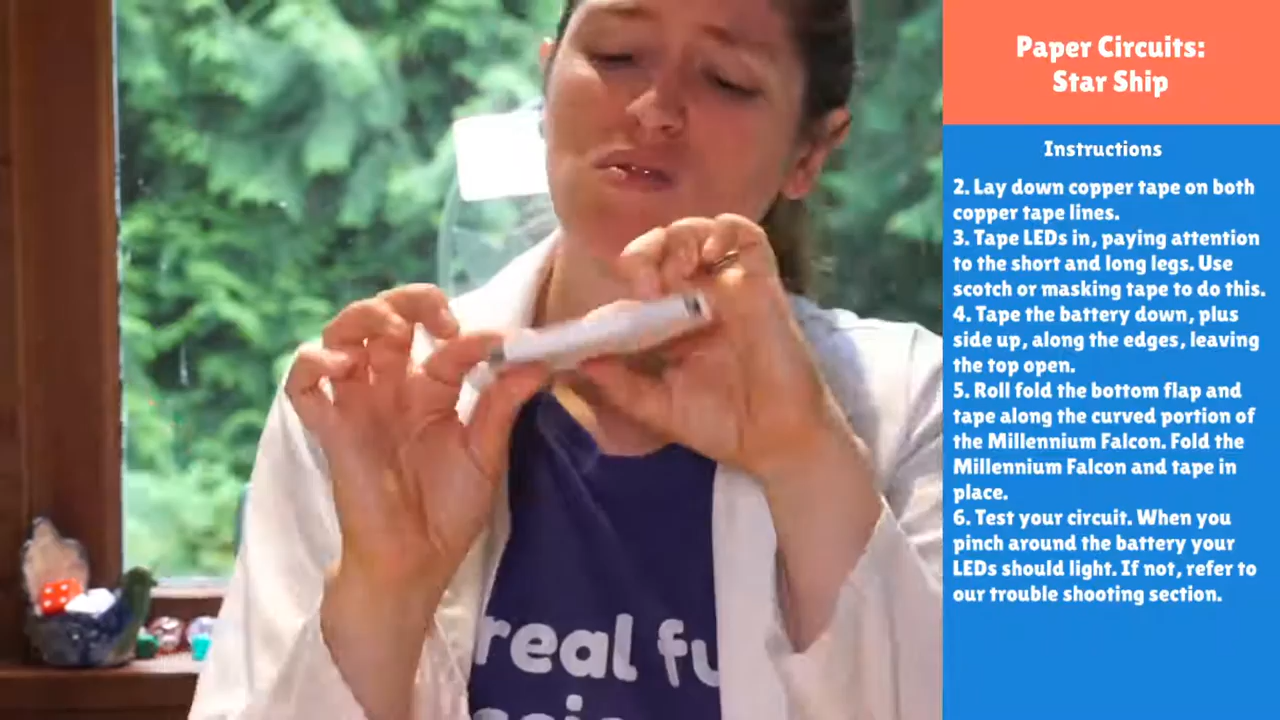 Paper Circuits:
Star Ship
Instructions
2. Lay down copper tape on both
copper tape lines.
3. Tape LEDs in, paying attention
to the short and long legs. Use
scotch or masking tape to do this.
4. Tape the battery down, plus
side up, along the edges, leaving
the top open.
5. Roll fold the bottom flap and
tape along the curved portion of
the Millennium Falcon. Fold the
Millennium Falcon and tape in
place.
6. Test your circuit. When you
pinch around the battery your
LEDs should light. If not, refer to
our trouble shooting section.
real fu